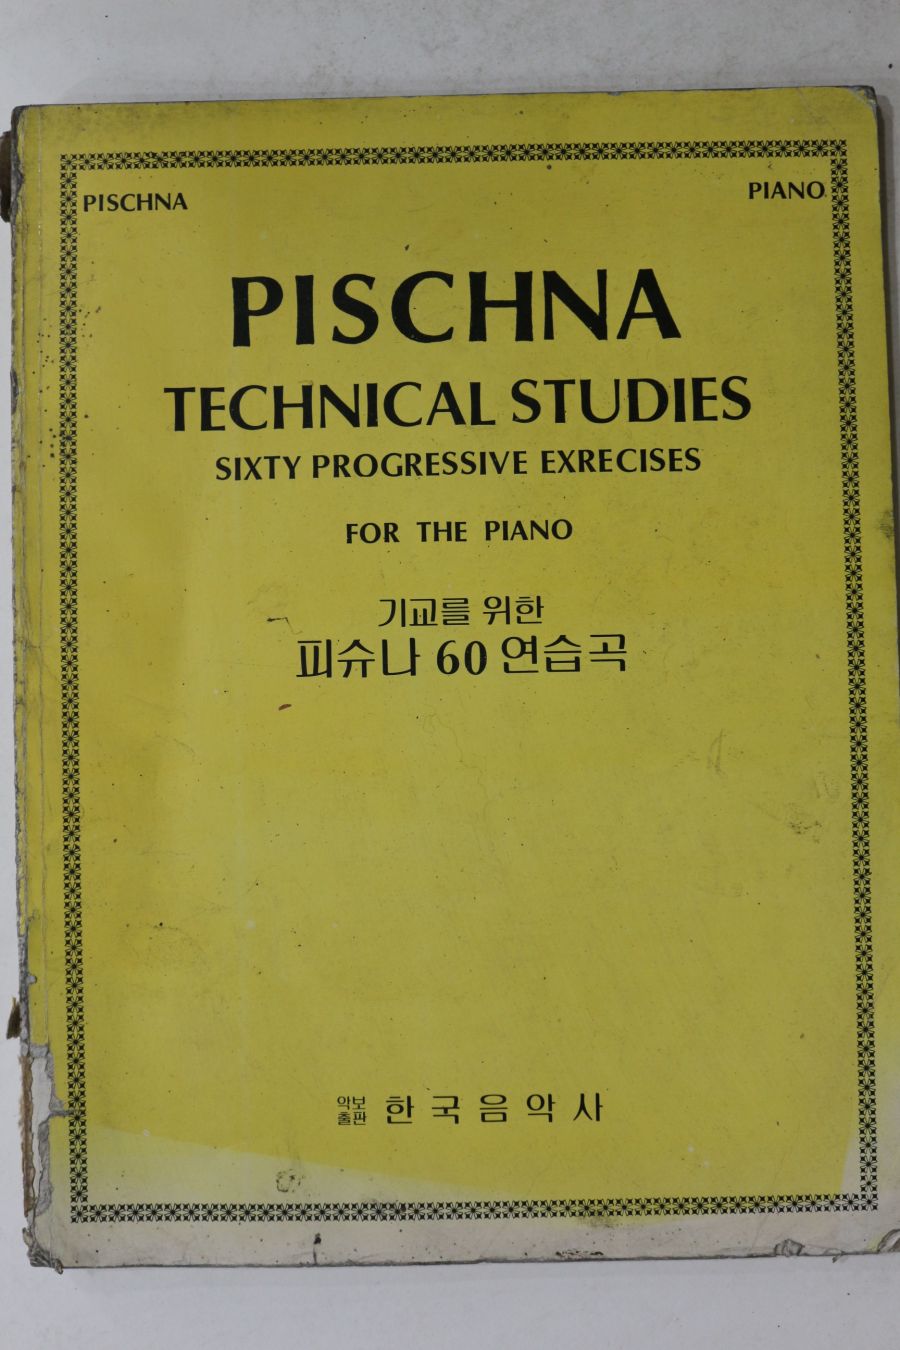 PISCHNA
PIANO
PISCHNA
TECHNICAL STUDIES
SIXTY PROGRESSIVE EXRECISES
FOR THE PIANO
기교를 위한
피슈나 60 연습곡
악보
출판
한국음악사